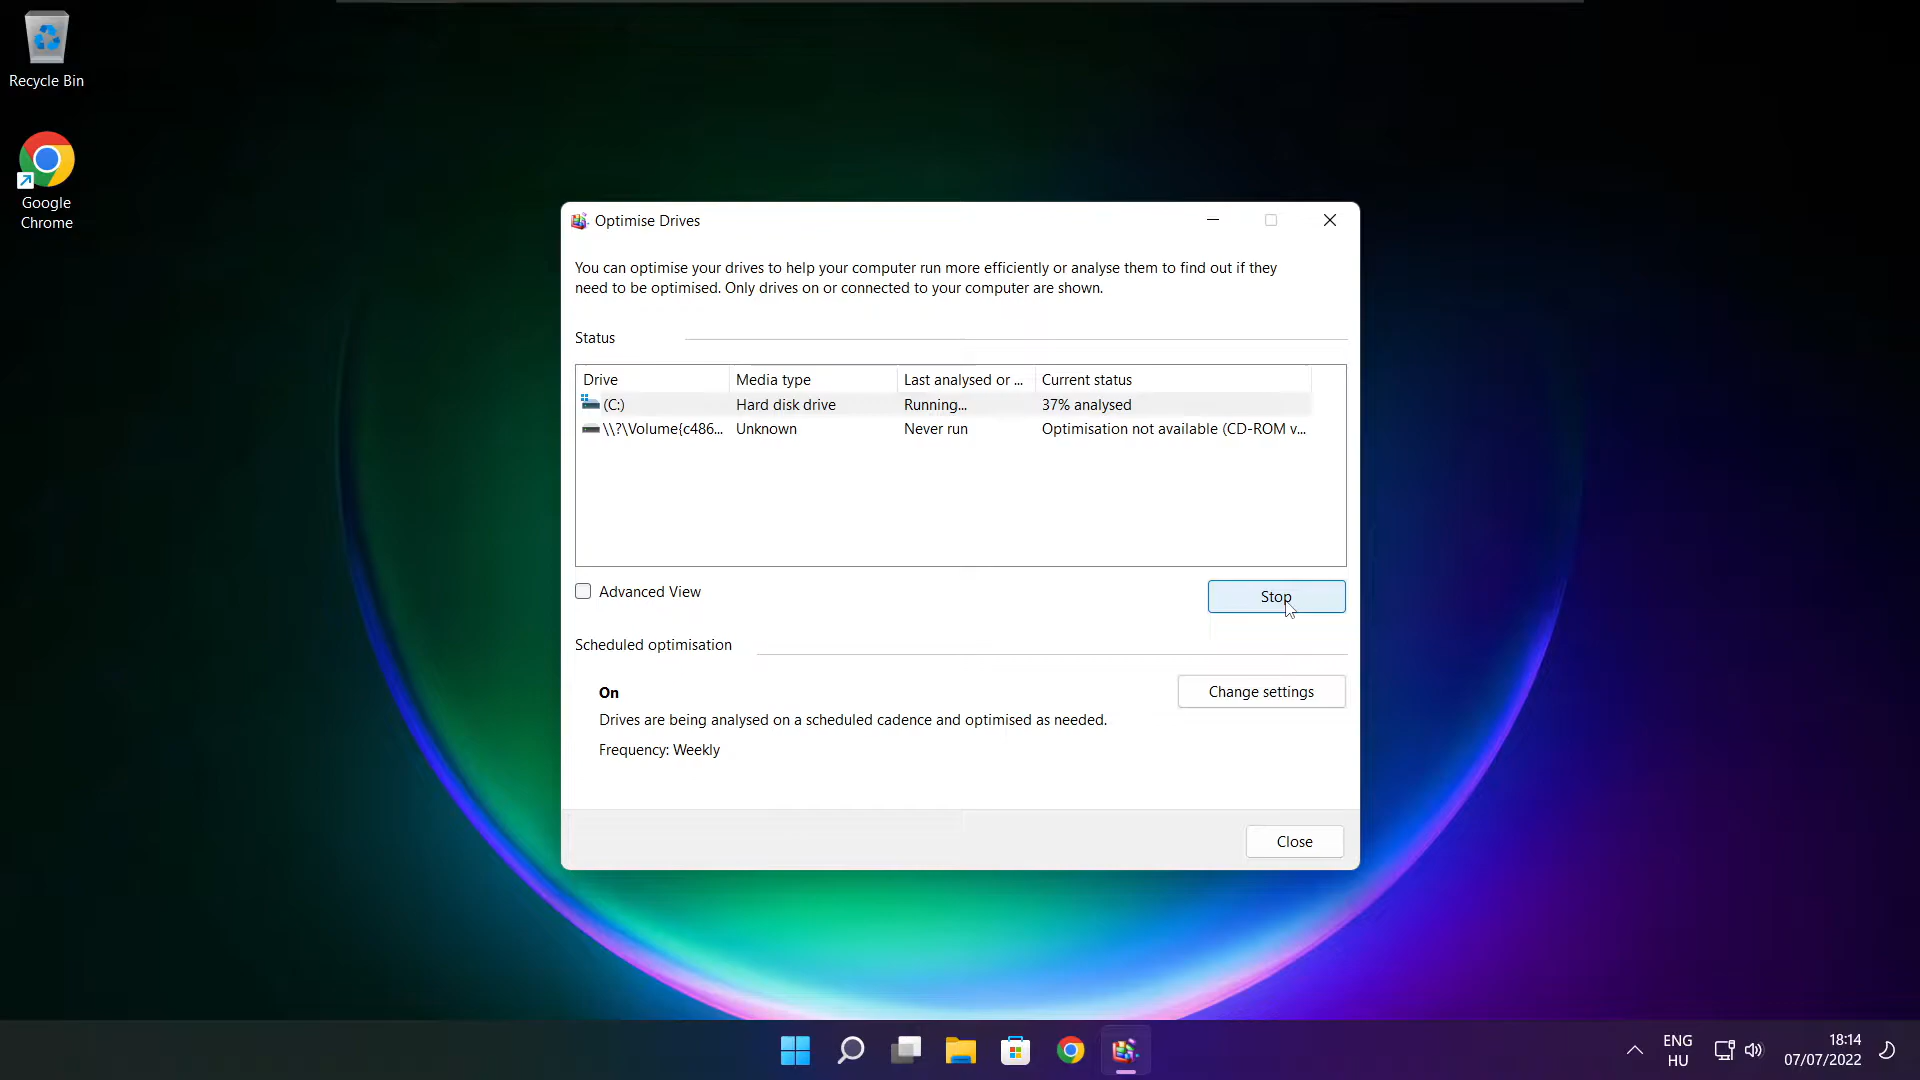 Recycle Bin
Google
Chrome
Optimise Drives
You can optimise your drives to help your computer run more efficiently or analyse them to find out if they
need to be optimised. Only drives on or connected to your computer are shown.
Status
Drive Media type Last analysed or ... Current status
(C:) Hard disk drive Running... 37% analysed
\\?\Volume{c486... Unknown Never run Optimisation not available (CD-ROM v...
Advanced View
Stop
Scheduled optimisation
On
Change settings
Drives are being analysed on a scheduled cadence and optimised as needed.
Frequency: Weekly
Close
ENG
HU
18:14
07/07/2022